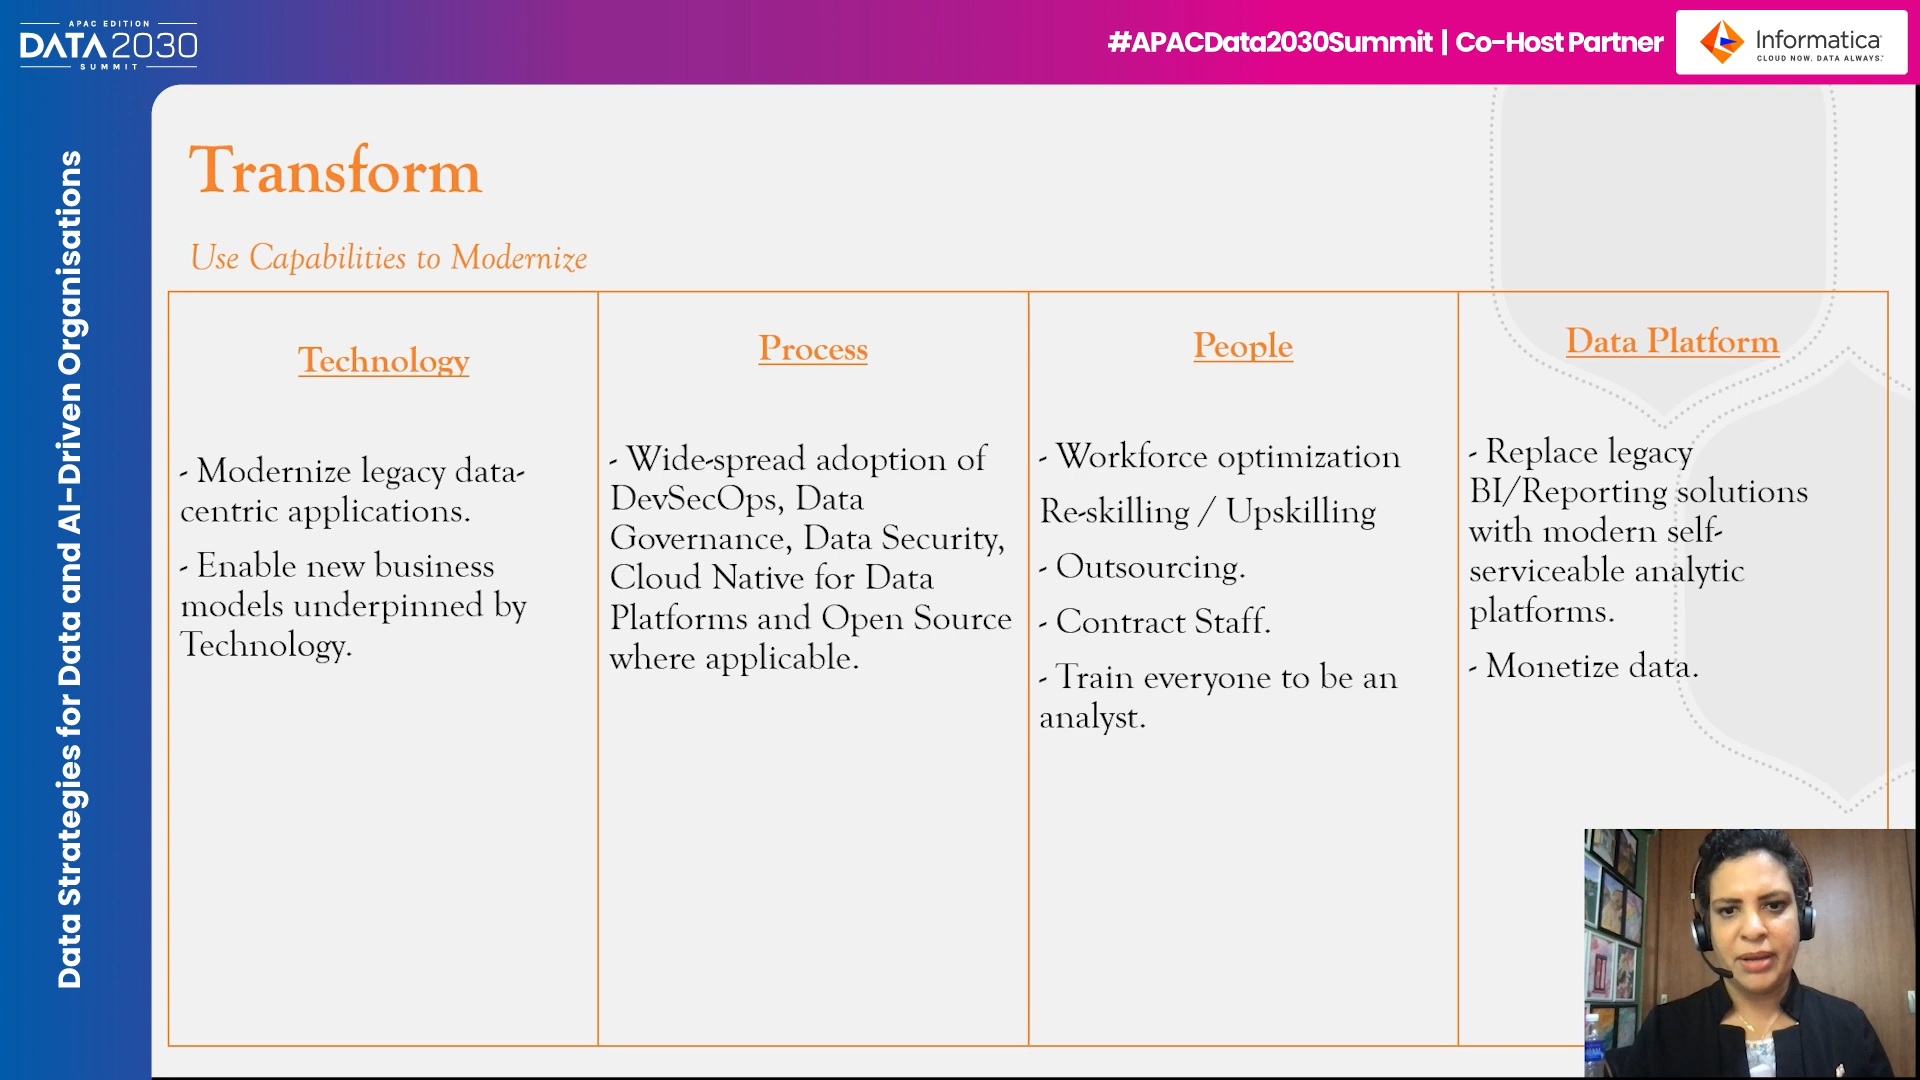 APAC EDITION
DATA2030
SUMMIT
#APACData2030Summit | Co-Host Partner
Informatica
CLOUD NOW. DATA ALWAYS.
Data Strategies for Data and AI-Driven Organisations
Transform
Use Capabilities to Modernize
Technology
- Modernize legacy data-
centric applications.
- Enable new business
models underpinned by
Technology.
Process
- Wide-spread adoption of
DevSecOps, Data
Governance, Data Security,
Cloud Native for Data
Platforms and Open Source
where applicable.
People
- Workforce optimization
Re-skilling / Upskilling
- Outsourcing.
- Contract Staff.
- Train everyone to be an
analyst.
Data Platform
- Replace legacy
BI/Reporting solutions
with modern self-
serviceable analytic
platforms.
- Monetize data.